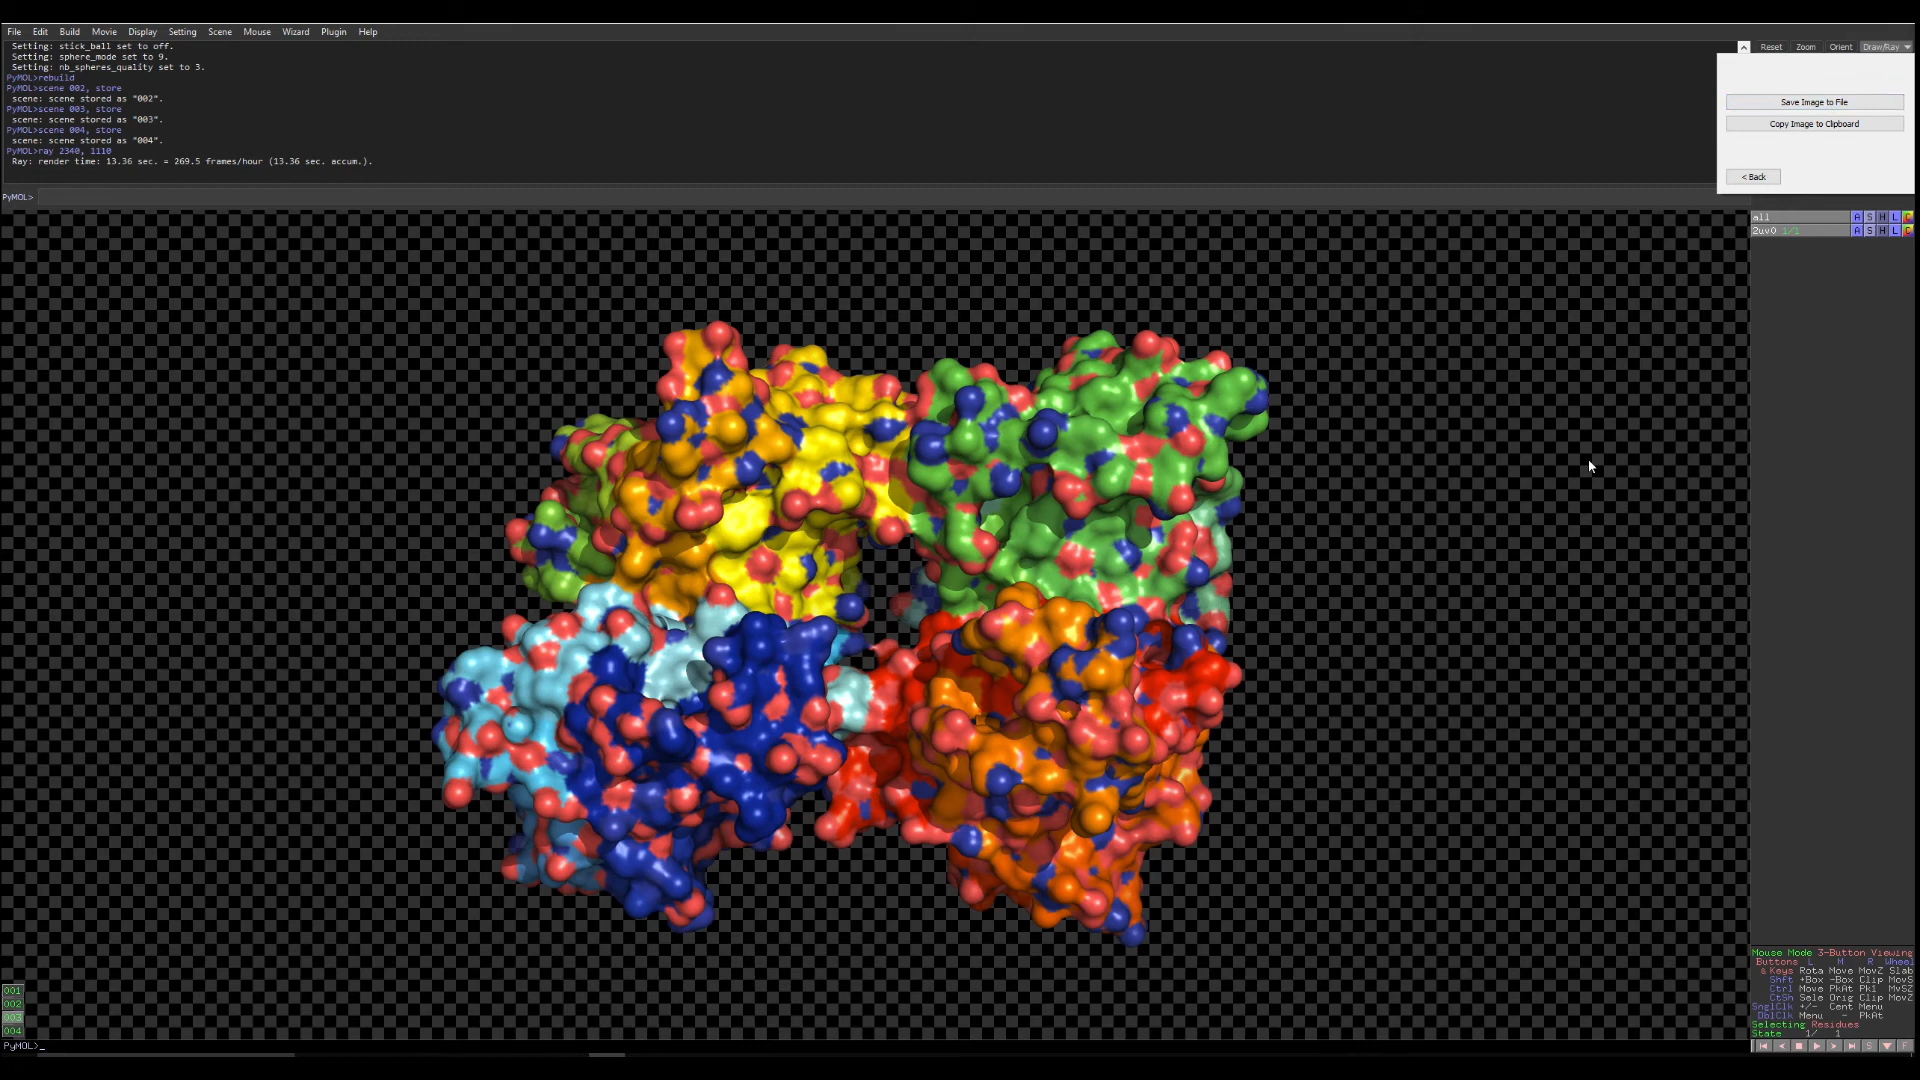 File Edit Build Movie Display Setting Scene Mouse Wizard Plugin Help
Setting: stick_ball set to off.
Setting: sphere_mode set to 9.
Setting: nb_spheres_quality set to 3.
PyMOL>rebuild
PyMOL>scene 002, store
scene: scene stored as "002".
PyMOL>scene 003, store
scene: scene stored as "003".
PyMOL>scene 004, store
scene: scene stored as "004".
PyMOL>ray 2340, 1110
Ray: render time: 13.36 sec. = 269.5 frames/hour (13.36 sec. accum.).
PyMOL>
Reset Zoom Orient Draw/Ray
Save Image to File
Copy Image to Clipboard
< Back
all A S H L C
2uv0 1/1 A S H L C
001
002
003
004
PyMOL>_
Mouse Mode 3-Button Viewing
Buttons L M R Wheel
& Keys Rota Move MovZ Slab
Shft +Box -Box Clip MovS
Ctrl Move PkAt Pk1 MvSZ
CtSh Sele Orig Clip MovZ
SnglClk +/- Cent Menu
DblClk Menu - PkAt
Selecting Residues
State 1/ 1
S F